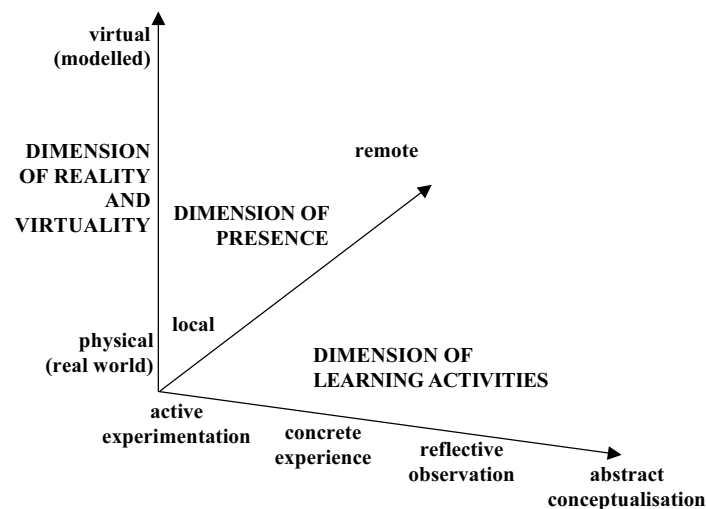 virtual
(modelled)
DIMENSION
OF REALITY
AND
VIRTUALITY
remote
DIMENSION OF
PRESENCE
local
physical
(real world)
DIMENSION OF
LEARNING ACTIVITIES
active
experimentation
concrete
experience
reflective
observation
abstract
conceptualisation